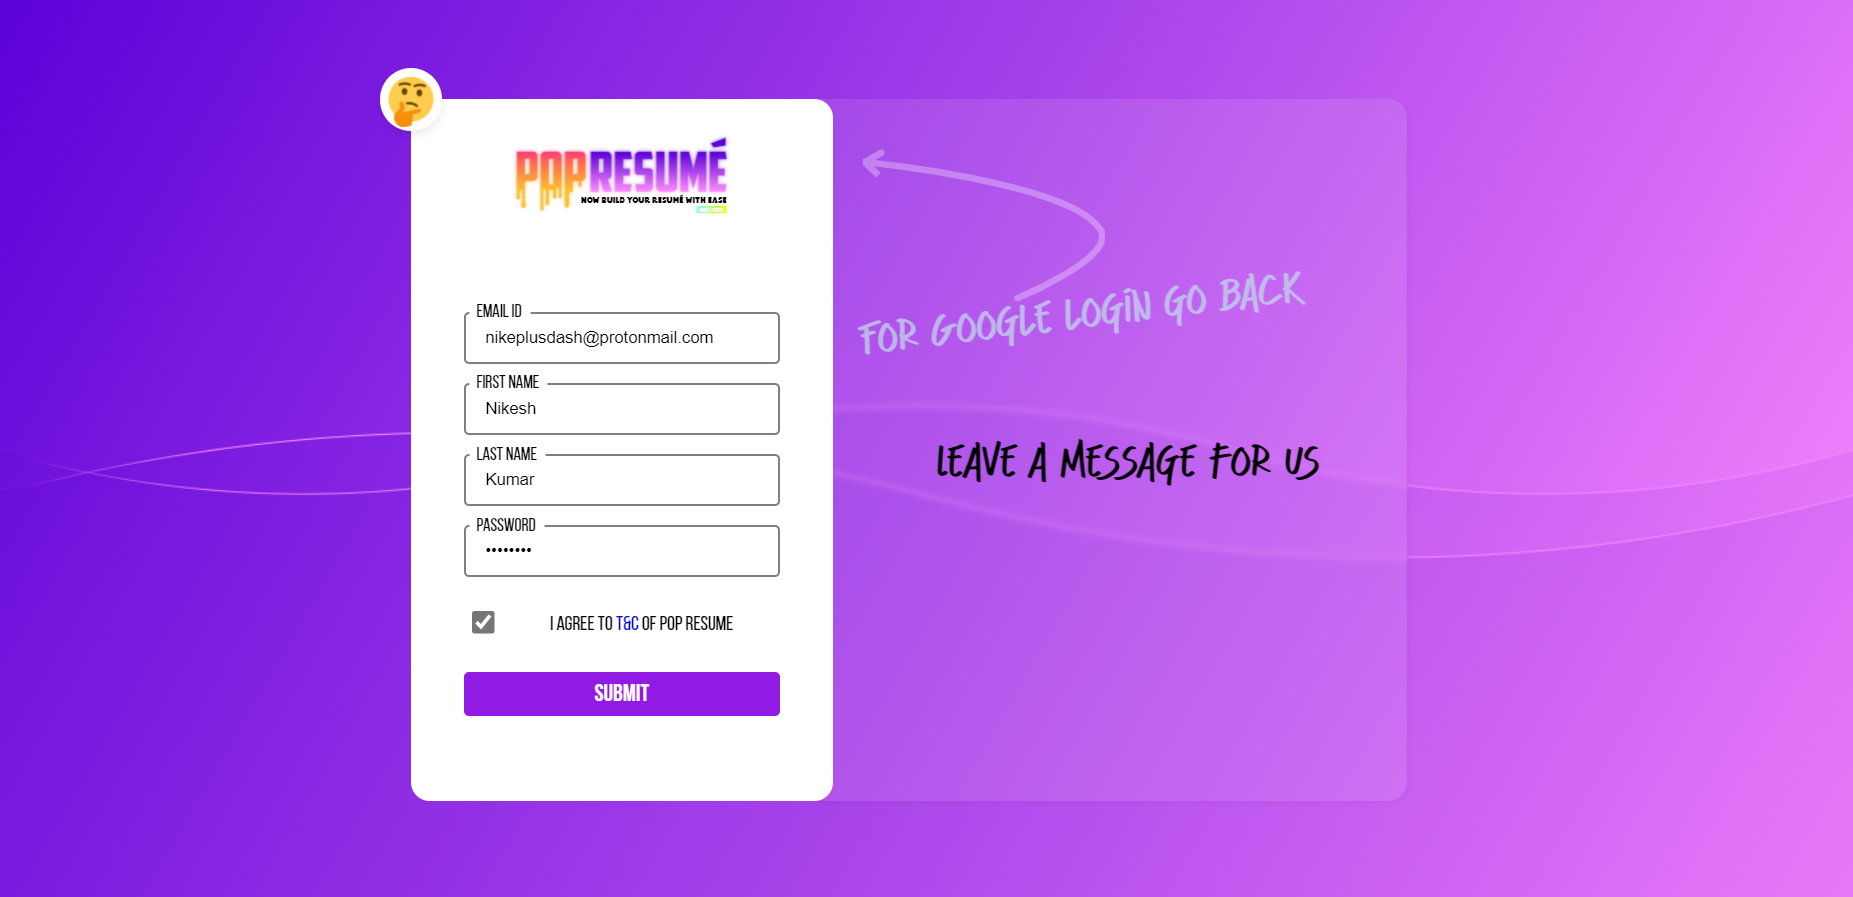 POPRESUMÉ
NOW BUILD YOUR RESUMÉ WITH EASE
EMAIL ID
nikeplusdash@protonmail.com
FIRST NAME
Nikesh
LAST NAME
Kumar
PASSWORD
••••••••
I AGREE TO T&C OF POP RESUME
SUBMIT
FOR GOOGLE LOGIN GO BACK
LEAVE A MESSAGE FOR US